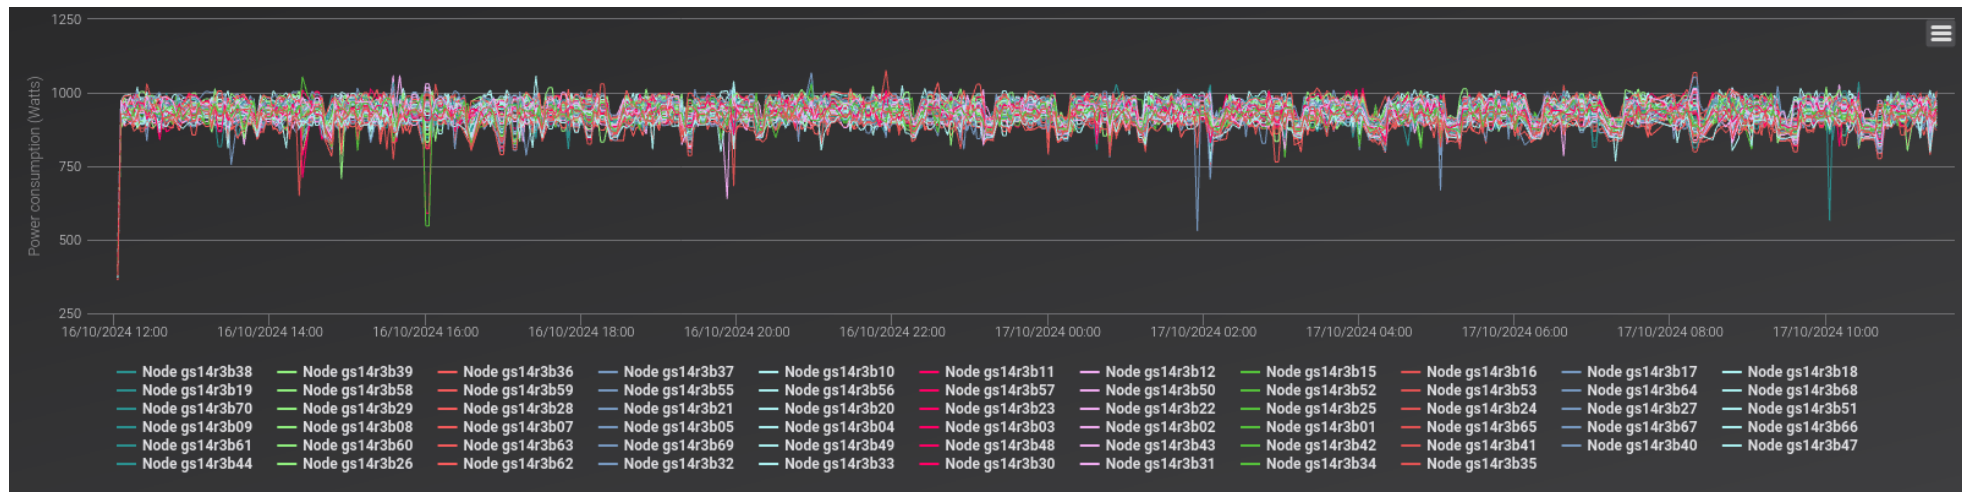 1250
1000
750
500
250
Power consumption (Watts)
16/10/2024 12:00 16/10/2024 14:00 16/10/2024 16:00 16/10/2024 18:00 16/10/2024 20:00 16/10/2024 22:00 17/10/2024 00:00 17/10/2024 02:00 17/10/2024 04:00 17/10/2024 06:00 17/10/2024 08:00 17/10/2024 10:00
Node gs14r3b38 Node gs14r3b39 Node gs14r3b36 Node gs14r3b37 Node gs14r3b10 Node gs14r3b11 Node gs14r3b12 Node gs14r3b15 Node gs14r3b16 Node gs14r3b17 Node gs14r3b18
Node gs14r3b19 Node gs14r3b58 Node gs14r3b59 Node gs14r3b55 Node gs14r3b56 Node gs14r3b57 Node gs14r3b50 Node gs14r3b52 Node gs14r3b53 Node gs14r3b64 Node gs14r3b68
Node gs14r3b70 Node gs14r3b29 Node gs14r3b28 Node gs14r3b21 Node gs14r3b20 Node gs14r3b23 Node gs14r3b22 Node gs14r3b25 Node gs14r3b24 Node gs14r3b27 Node gs14r3b51
Node gs14r3b09 Node gs14r3b08 Node gs14r3b07 Node gs14r3b05 Node gs14r3b04 Node gs14r3b03 Node gs14r3b02 Node gs14r3b01 Node gs14r3b65 Node gs14r3b67 Node gs14r3b66
Node gs14r3b61 Node gs14r3b60 Node gs14r3b63 Node gs14r3b69 Node gs14r3b49 Node gs14r3b48 Node gs14r3b43 Node gs14r3b42 Node gs14r3b41 Node gs14r3b40 Node gs14r3b47
Node gs14r3b44 Node gs14r3b26 Node gs14r3b62 Node gs14r3b32 Node gs14r3b33 Node gs14r3b30 Node gs14r3b31 Node gs14r3b34 Node gs14r3b35